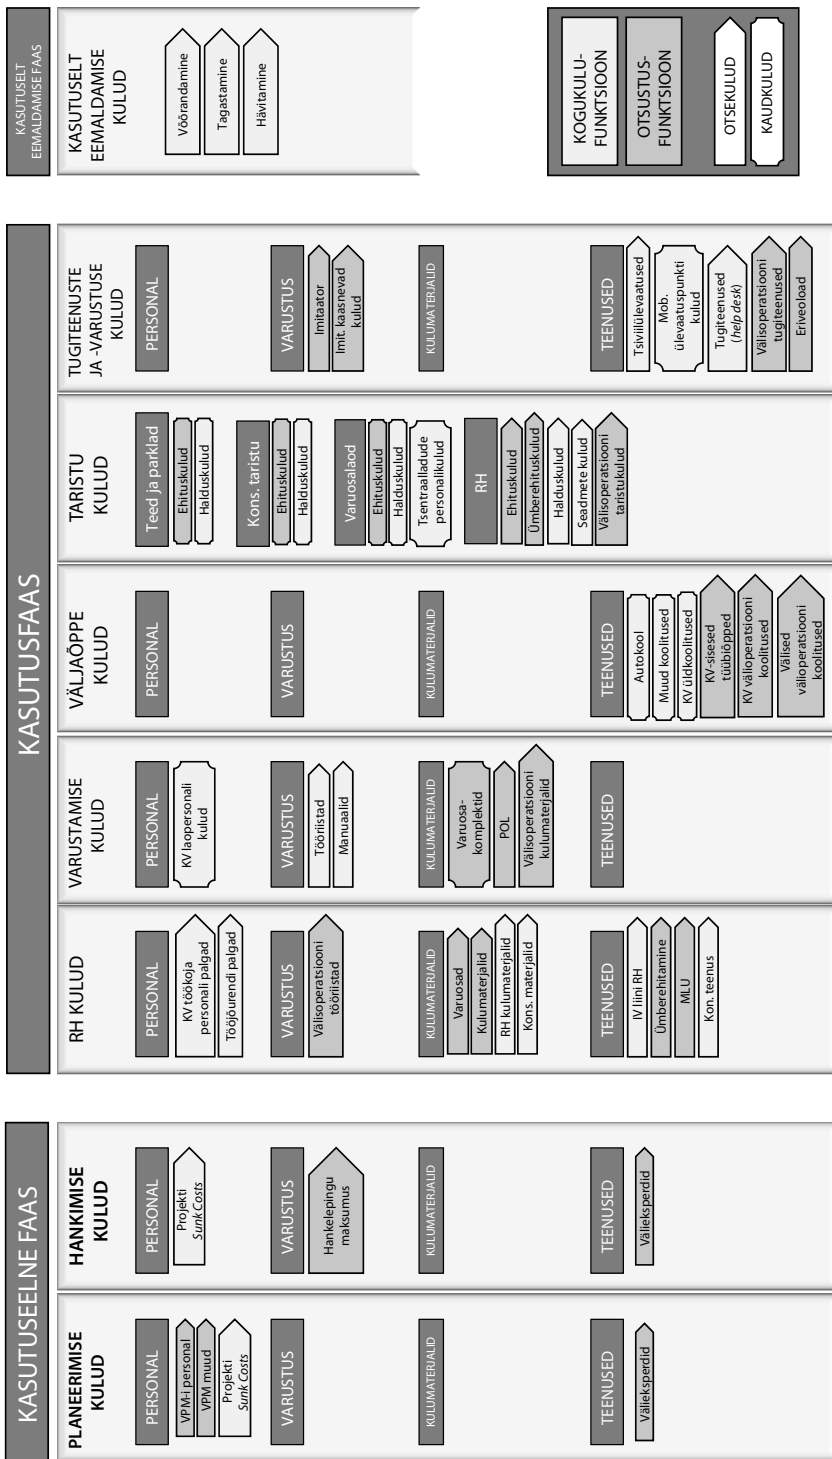 KASUTUSEELNE FAAS
PLANEERIMISE
KULUD
PERSONAL
VPM-i personal
VPM muud
Projekti
Sunk Costs
VARUSTUS
KULUMATERJALID
TEENUSED
Välieksperdid
HANKIMISE
KULUD
PERSONAL
Projekti
Sunk Costs
VARUSTUS
Hankelepingu
maksumus
KULUMATERJALID
TEENUSED
Välieksperdid
KASUTUSFAAS
RH KULUD
PERSONAL
KV töökoja
personali palgad
Tööjõurendi palgad
VARUSTUS
Välisoperatsiooni
tööriistad
KULUMATERJALID
Varuosad
Kulumaterjalid
RH kulumaterjalid
Kons. materjalid
TEENUSED
IV liini RH
Ümberehitamine
MLU
Kon. teenus
VARUSTAMISE
KULUD
PERSONAL
KV laopersonali
kulud
VARUSTUS
Tööriistad
Manuaalid
KULUMATERJALID
Varuosa-
komplektid
POL
Välisoperatsiooni
kulumaterjalid
TEENUSED
VÄLJAÕPPE
KULUD
PERSONAL
VARUSTUS
KULUMATERJALID
TEENUSED
Autokool
Muud koolitused
KV üldkoolitused
KV-sisesed
tüübiõpped
KV välioperatsiooni
koolitused
Välised
välioperatsiooni
koolitused
TARISTU
KULUD
Teed ja parklad
Ehituskulud
Halduskulud
Kons. taristu
Ehituskulud
Halduskulud
Varuosalaod
Ehituskulud
Halduskulud
Tsentraalladude
personalikulud
RH
Ehituskulud
Ümberehituskulud
Halduskulud
Seadmete kulud
Välisoperatsiooni
taristukulud
TUGITEENUSTE
JA -VARUSTUSE
KULUD
PERSONAL
VARUSTUS
Imitaator
Imit. kaasnevad
kulud
KULUMATERJALID
TEENUSED
Tsiviilülevaatused
Mob.
ülevaatuspunkti
kulud
Tugiteenused
(help desk)
Välisoperatsiooni
tugiteenused
Eriveoload
KASUTUSELT
EEMALDAMISE FAAS
KASUTUSELT
EEMALDAMISE
KULUD
Võõrandamine
Tagastamine
Hävitamine
KOGUKULU-
FUNKTSIOON
OTSUSTUS-
FUNKTSIOON
OTSEKULUD
KAUDKULUD